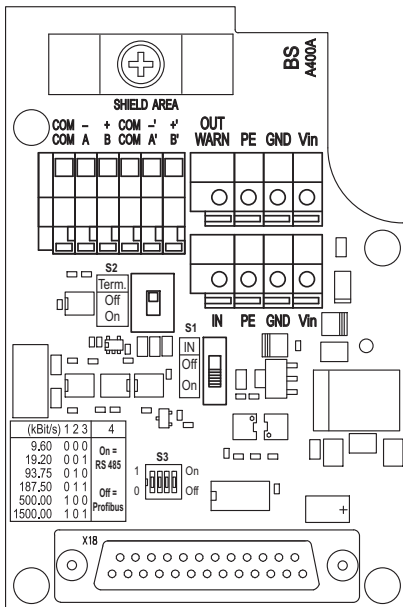 BS
A400A
SHIELD AREA
COM – + COM –' +'
COM A B COM A' B'
OUT
WARN PE GND Vin
IN PE GND Vin
S2
Term.
Off
On
S1
IN
Off
On
(kBit/s) 1 2 3 4
9.60 0 0 0
19.20 0 0 1
93.75 0 1 0
187.50 0 1 1
500.00 1 0 0
1500.00 1 0 1
On =
RS 485
Off =
Profibus
S3
1 On
0 Off
+
X18